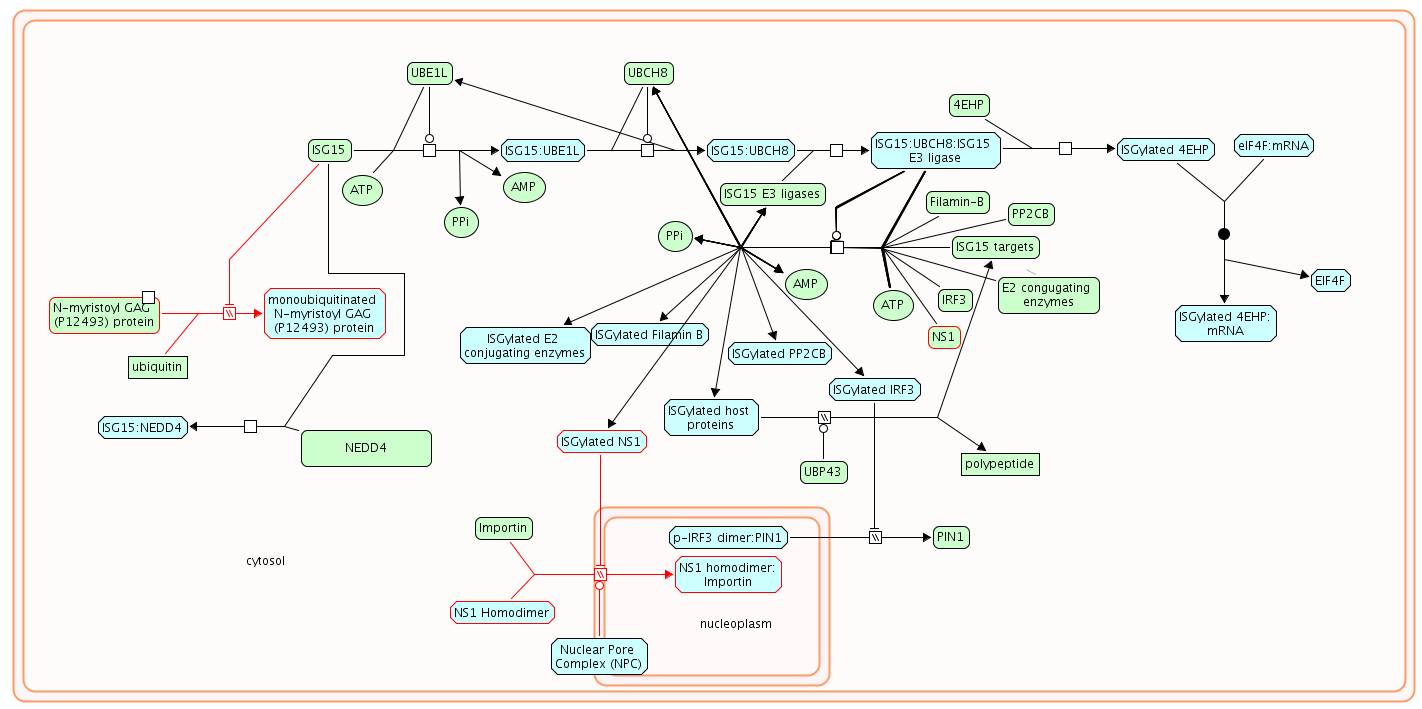 UBE1L
UBCH8
4EHP
ISG15
ISG15:UBE1L
ISG15:UBCH8
ISG15:UBCH8:ISG15
E3 ligase
ISGylated 4EHP
eIF4F:mRNA
ATP
AMP
PPi
ISG15 E3 ligases
Filamin-B
PP2CB
PPi
ISG15 targets
AMP
ATP
IRF3
E2 congugating
enzymes
EIF4F
N-myristoyl GAG
(P12493) protein
monoubiquitinated
N-myristoyl GAG
(P12493) protein
NS1
ISGylated 4EHP:
mRNA
ISGylated E2
conjugating enzymes
ISGylated Filamin B
ISGylated PP2CB
ubiquitin
ISGylated IRF3
ISGylated host
proteins
ISG15:NEDD4
NEDD4
ISGylated NS1
UBP43
polypeptide
Importin
p-IRF3 dimer:PIN1
PIN1
cytosol
NS1 homodimer:
Importin
NS1 Homodimer
nucleoplasm
Nuclear Pore
Complex (NPC)